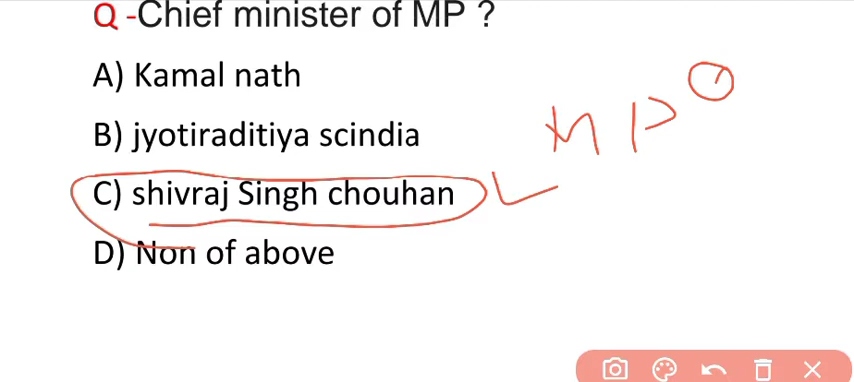 Q -Chief minister of MP ?
A) Kamal nath
B) jyotiraditiya scindia
C) shivraj Singh chouhan
D) Non of above
MP